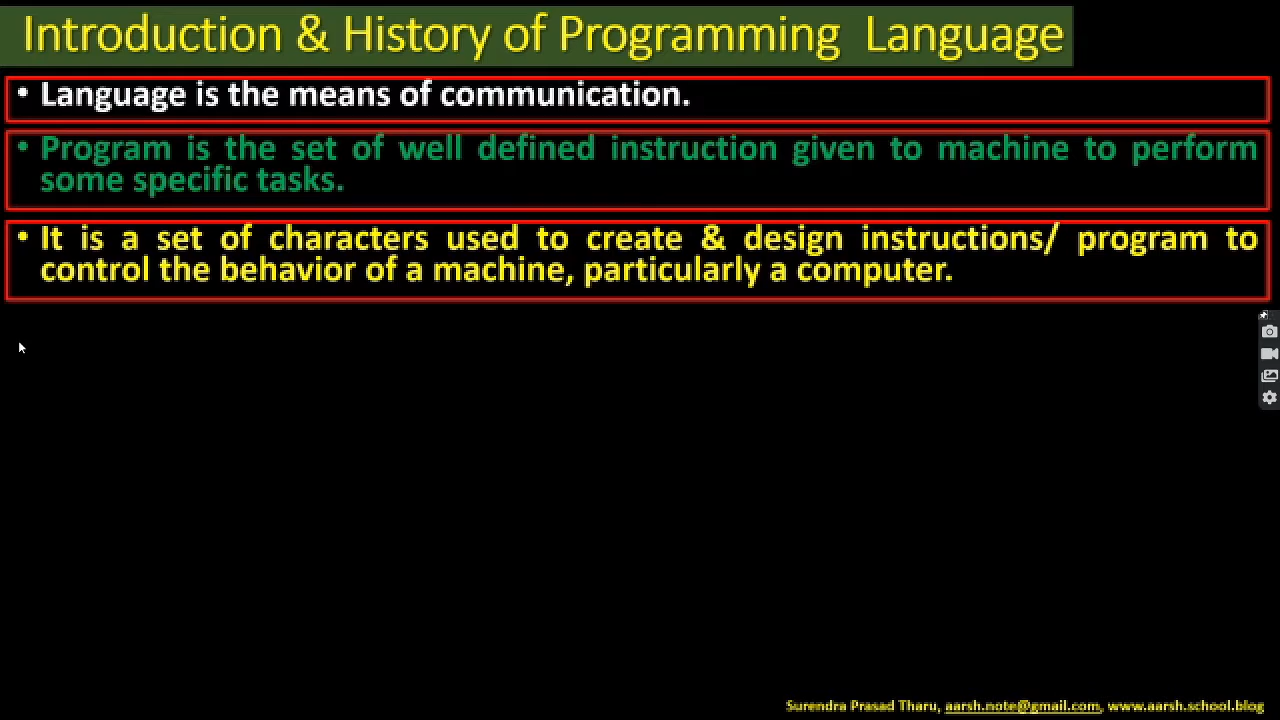 Introduction & History of Programming Language
• Language is the means of communication.
• Program is the set of well defined instruction given to machine to perform
some specific tasks.
• It is a set of characters used to create & design instructions/ program to
control the behavior of a machine, particularly a computer.
Surendra Prasad Tharu, aarsh.note@gmail.com, www.aarsh.school.blog